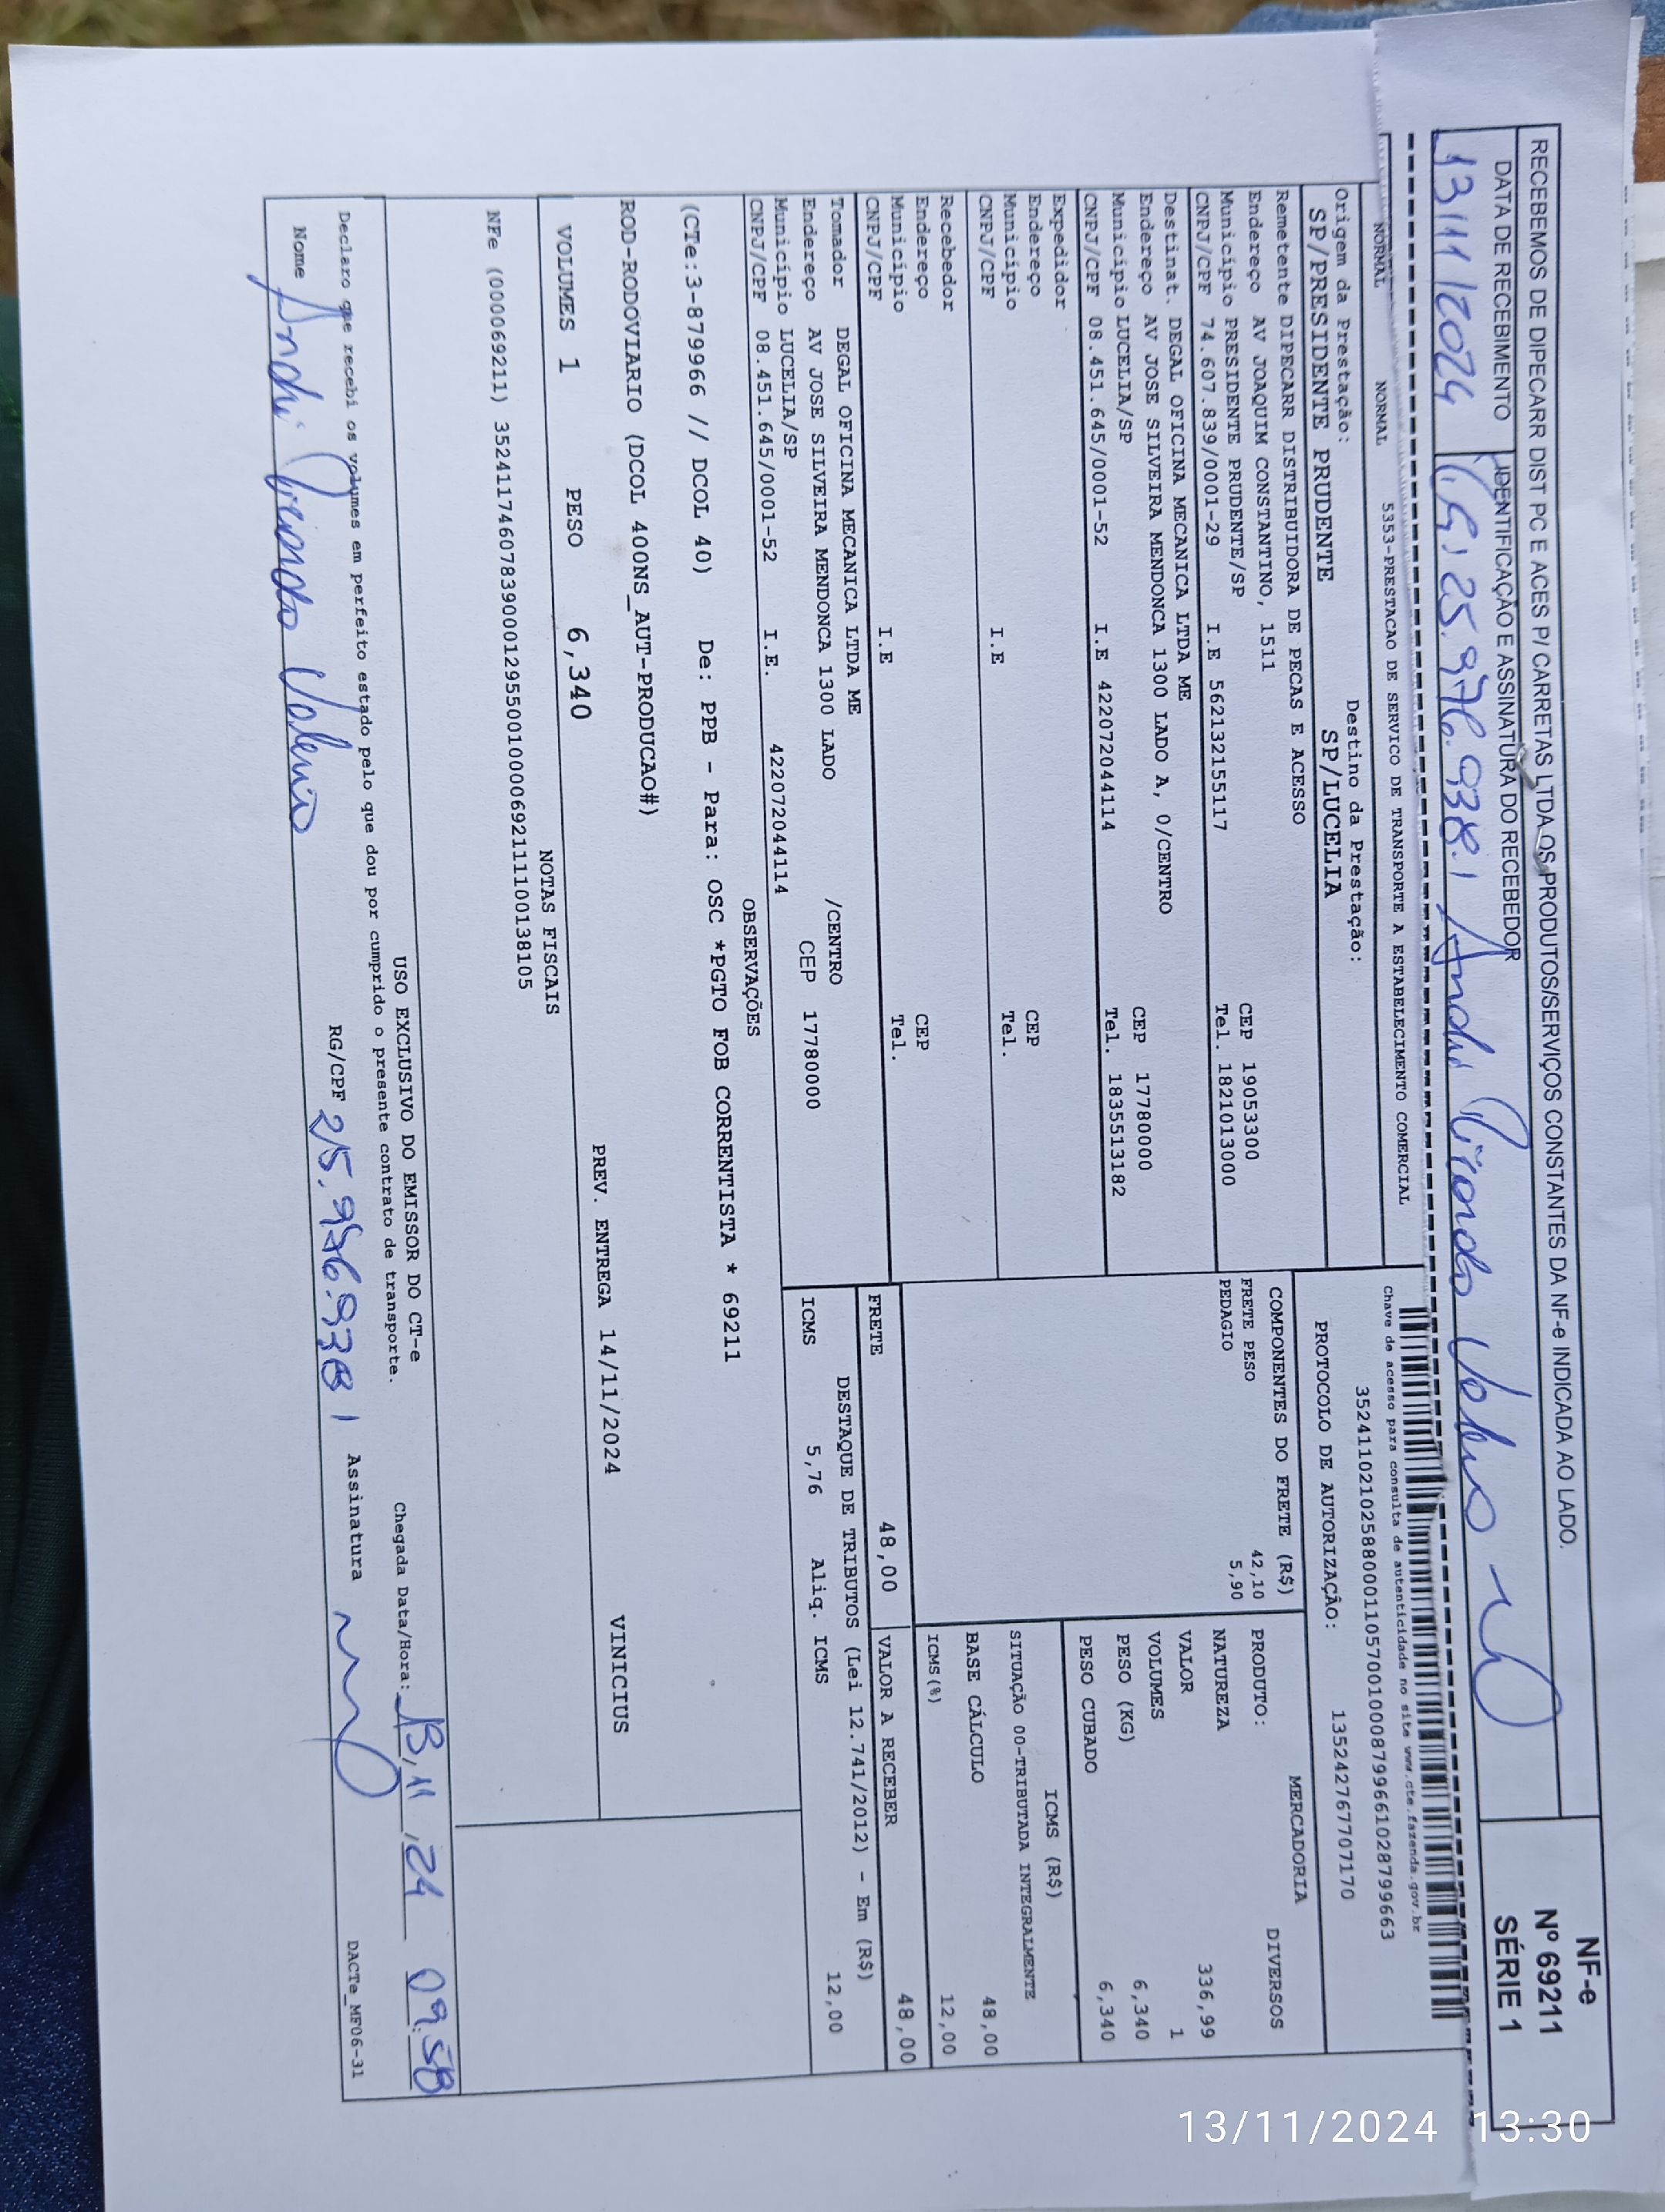 RECEBEMOS DE DIPECARR DIST PC E ACES P/ CARRETAS LTDA OS PRODUTOS/SERVIÇOS CONSTANTES DA NF-e INDICADA AO LADO.
DATA DE RECEBIMENTO IDENTIFICAÇÃO E ASSINATURA DO RECEBEDOR
13/11/2024
NF-e
Nº 69211
SÉRIE 1
NORMAL NORMAL 5353-PRESTACAO DE SERVICO DE TRANSPORTE A ESTABELECIMENTO COMERCIAL
Chave de acesso para consulta de autenticidade no site www.cte.fazenda.gov.br
35241102102588000110570010008799661028799663
Origem da Prestação: Destino da Prestação:
SP/PRESIDENTE PRUDENTE SP/LUCELIA
PROTOCOLO DE AUTORIZAÇÃO: 135242767707170
Remetente DIPECARR DISTRIBUIDORA DE PECAS E ACESSO
Endereço AV JOAQUIM CONSTANTINO, 1511 CEP 19053300
Município PRESIDENTE PRUDENTE/SP Tel. 1821013000
CNPJ/CPF 74.607.839/0001-29 I.E 562132155117
Destinat. DEGAL OFICINA MECANICA LTDA ME
Endereço AV JOSE SILVEIRA MENDONCA 1300 LADO A, 0/CENTRO CEP 17780000
Município LUCELIA/SP Tel. 1835513182
CNPJ/CPF 08.451.645/0001-52 I.E 422072044114
Expedidor
Endereço CEP
Município Tel.
CNPJ/CPF I.E
Recebedor
Endereço CEP
Município Tel.
CNPJ/CPF I.E
COMPONENTES DO FRETE (R$)
FRETE PESO 42,10
PEDAGIO 5,90
MERCADORIA
PRODUTO: DIVERSOS
NATUREZA
VALOR 336,99
VOLUMES 1
PESO (KG) 6,340
PESO CUBADO 6,340
ICMS (R$)
SITUAÇÃO 00-TRIBUTADA INTEGRALMENTE
BASE CÁLCULO 48,00
ICMS(%) 12,00
FRETE 48,00 VALOR A RECEBER 48,00
Tomador DEGAL OFICINA MECANICA LTDA ME
Endereço AV JOSE SILVEIRA MENDONCA 1300 LADO /CENTRO
Município LUCELIA/SP CEP 17780000
CNPJ/CPF 08.451.645/0001-52 I.E. 422072044114
DESTAQUE DE TRIBUTOS (Lei 12.741/2012) - Em (R$)
ICMS 5,76 Aliq. ICMS 12,00
OBSERVAÇÕES
(CTe:3-879966 // DCOL 40) De: PPB - Para: OSC *PGTO FOB CORRENTISTA * 69211
ROD-RODOVIARIO (DCOL 400NS_AUT-PRODUCAO#)
VOLUMES 1 PESO 6,340 PREV. ENTREGA 14/11/2024 VINICIUS
NOTAS FISCAIS
NFe (000069211) 35241174607839000129550010000692111100138105
USO EXCLUSIVO DO EMISSOR DO CT-e
Declaro que recebi os volumes em perfeito estado pelo que dou por cumprido o presente contrato de transporte.
Chegada Data/Hora: 13/11/24 09:58
Nome RG/CPF Assinatura
DACTe_MF06-31
13/11/2024 13:30